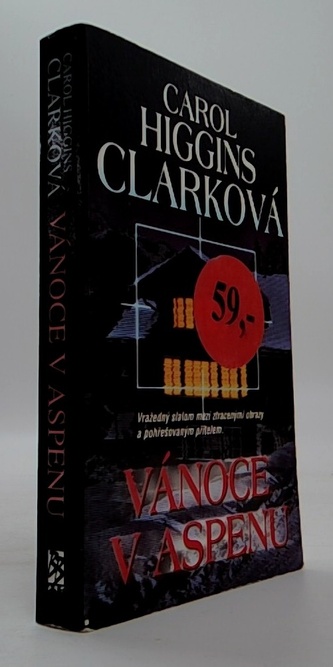 CAROL HIGGINS
CLARKOVÁ VÁNOCE V ASPENU
CAROL
HIGGINS
CLARKOVÁ
59,-
Vražedný slalom mezi ztracenými obrazy
a pohřešovaným přítelem
VÁNOCE
V ASPENU